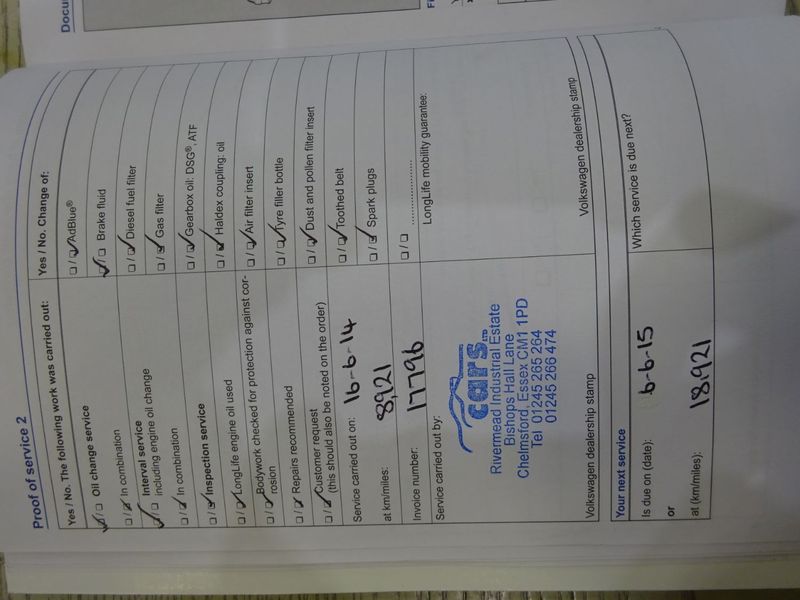 Docu
Fi
Proof of service 2
Yes / No. The following work was carried out:
Oil change service
In combination
Interval service
including engine oil change
In combination
Inspection service
LongLife engine oil used
Bodywork checked for protection against cor-
rosion
Repairs recommended
Customer request
(this should also be noted on the order)
Service carried out on: 16-6-14
at km/miles: 8921
Invoice number: 17796
Service carried out by:
cars LTD
Rivermead Industrial Estate
Bishops Hall Lane
Chelmsford, Essex CM1 1PD
Tel 01245 265 264
01245 266 474
Volkswagen dealership stamp
Yes / No. Change of:
AdBlue®
Brake fluid
Diesel fuel filter
Gas filter
Gearbox oil: DSG®, ATF
Haldex coupling: oil
Air filter insert
Tyre filler bottle
Dust and pollen filter insert
Toothed belt
Spark plugs
......................
LongLife mobility guarantee:
Volkswagen dealership stamp
Your next service
Is due on (date): 6-6-15
or
at (km/miles): 18,921
Which service is due next?